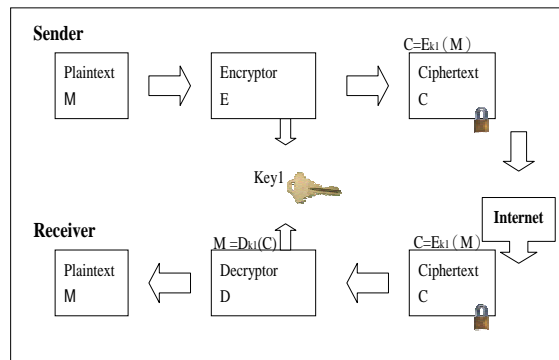 Sender
C=Ek1(M)
Plaintext
M
Encryptor
E
Ciphertext
C
Key1
Internet
Receiver
M =Dk1(C)
C=Ek1(M)
Plaintext
M
Decryptor
D
Ciphertext
C